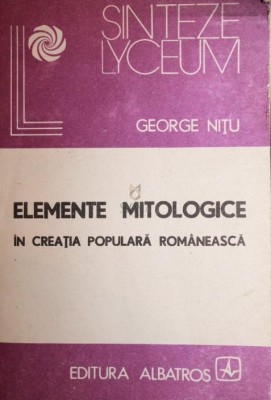 SINTEZE
LYCEUM
GEORGE NIȚU
ELEMENTE MITOLOGICE
ÎN CREAȚIA POPULARĂ ROMÂNEASCĂ
EDITURA ALBATROS